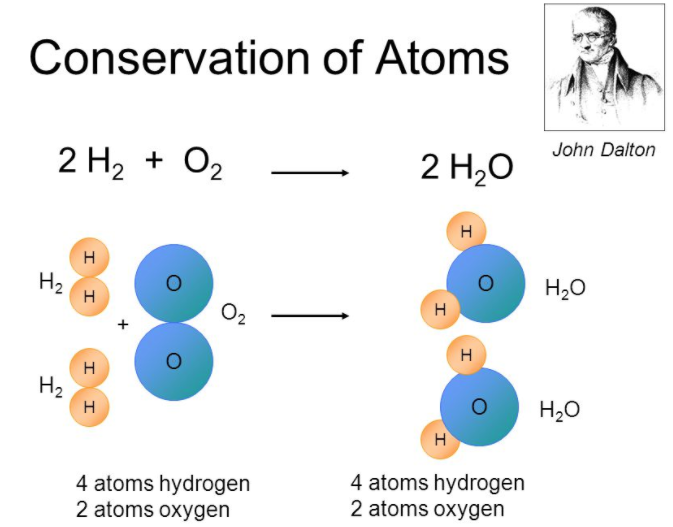 Conservation of Atoms
John Dalton
2 H₂ + O₂ 2 H₂O
H
H₂
H
+
H
H₂
H
O
O₂
O
H
O
H
H₂O
H
O
H
H₂O
4 atoms hydrogen
2 atoms oxygen
4 atoms hydrogen
2 atoms oxygen